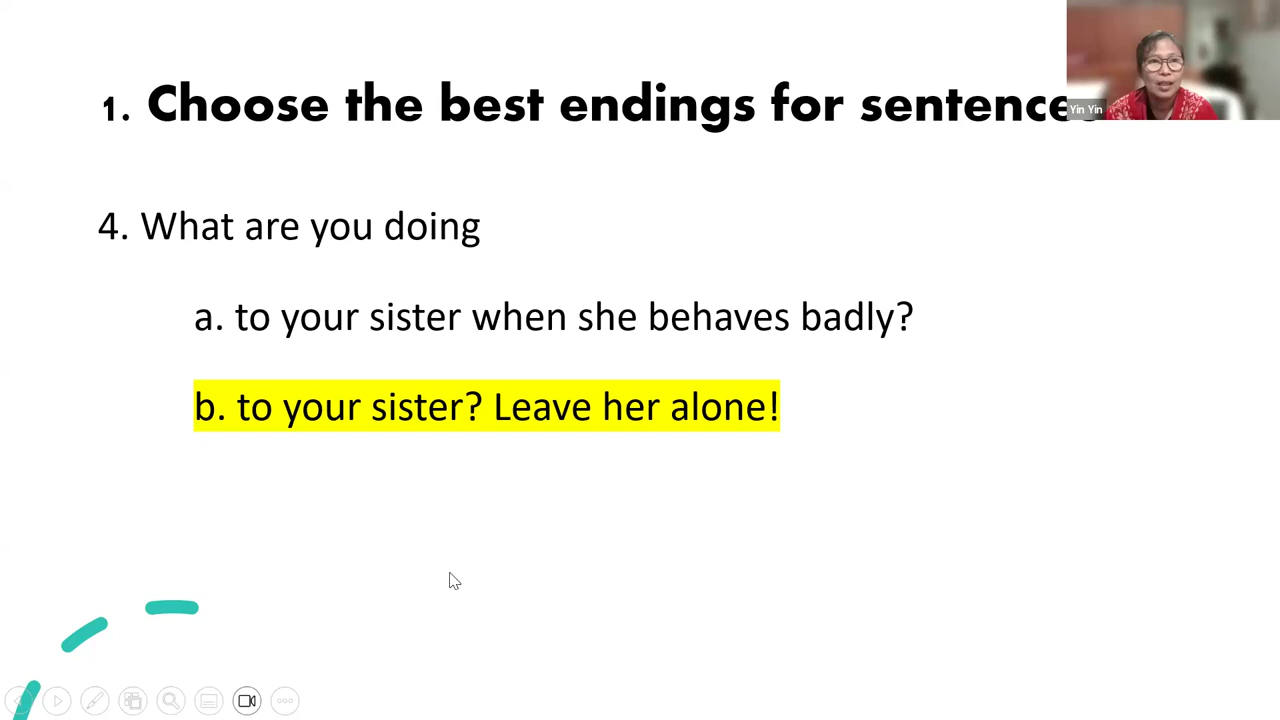 1. Choose the best endings for sentence
Yin Yin
4. What are you doing
a. to your sister when she behaves badly?
b. to your sister? Leave her alone!